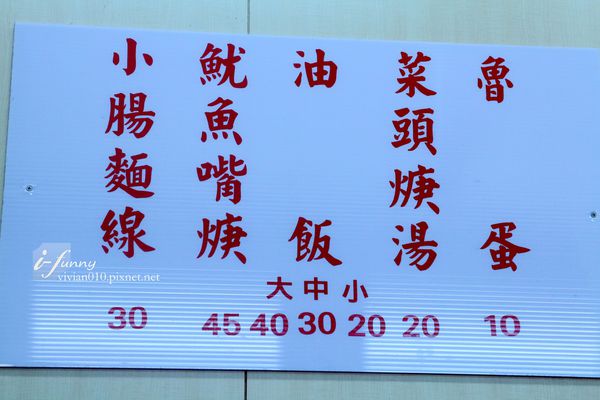 魯蛋
菜頭焿湯
油飯
魷魚嘴焿
小腸麵線
大中小
30 45 40 30 20 20 10
i-funny
vivian010.pixnet.net